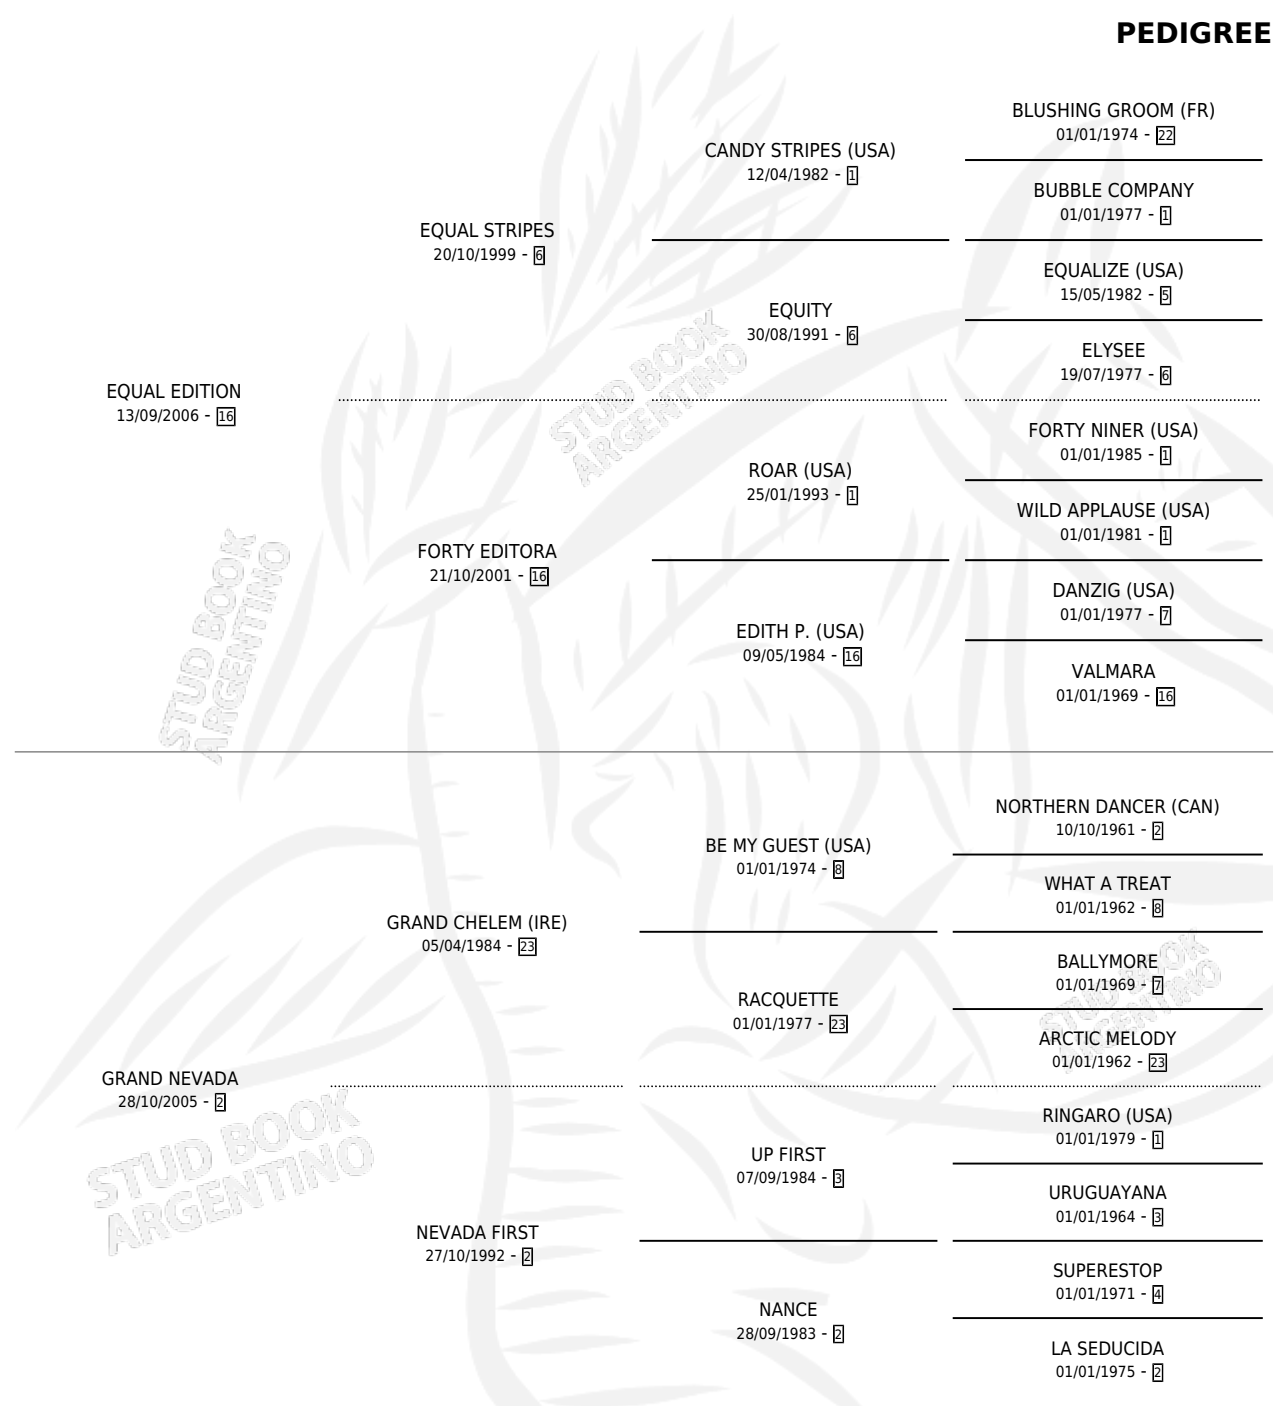 PEDIGREE
BLUSHING GROOM (FR)
01/01/1974 - 22
CANDY STRIPES (USA)
12/04/1982 - 1
BUBBLE COMPANY
01/01/1977 - 1
EQUAL STRIPES
20/10/1999 - 6
EQUALIZE (USA)
15/05/1982 - 5
EQUITY
30/08/1991 - 6
ELYSEE
19/07/1977 - 6
EQUAL EDITION
13/09/2006 - 16
FORTY NINER (USA)
01/01/1985 - 1
ROAR (USA)
25/01/1993 - 1
WILD APPLAUSE (USA)
01/01/1981 - 1
FORTY EDITORA
21/10/2001 - 16
DANZIG (USA)
01/01/1977 - 7
EDITH P. (USA)
09/05/1984 - 16
VALMARA
01/01/1969 - 16
NORTHERN DANCER (CAN)
10/10/1961 - 2
BE MY GUEST (USA)
01/01/1974 - 8
WHAT A TREAT
01/01/1962 - 8
GRAND CHELEM (IRE)
05/04/1984 - 23
BALLYMORE
01/01/1969 - 7
RACQUETTE
01/01/1977 - 23
ARCTIC MELODY
01/01/1962 - 23
GRAND NEVADA
28/10/2005 - 2
RINGARO (USA)
01/01/1979 - 1
UP FIRST
07/09/1984 - 3
URUGUAYANA
01/01/1964 - 3
NEVADA FIRST
27/10/1992 - 2
SUPERESTOP
01/01/1971 - 4
NANCE
28/09/1983 - 2
LA SEDUCIDA
01/01/1975 - 2
STUD BOOK
ARGENTINO
STUD BOOK
ARGENTINO
STUD BOOK
ARGENTINO
STUD BOOK
ARGENTINO